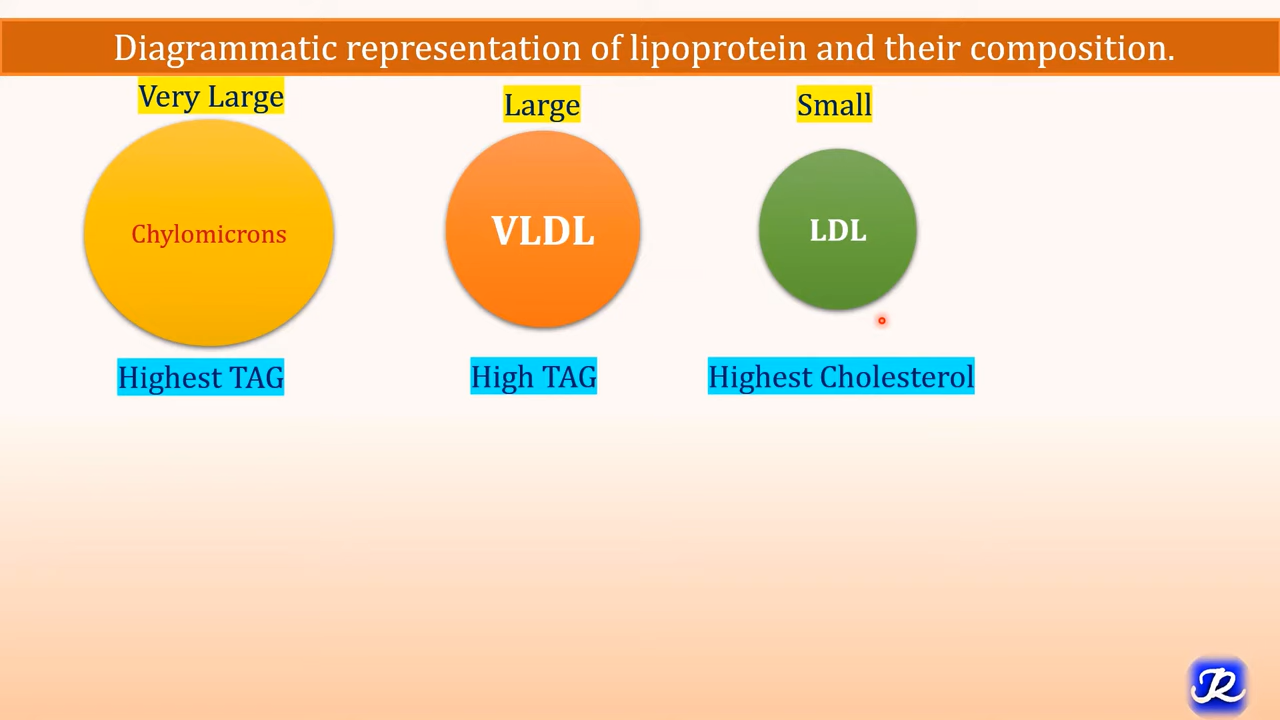 Diagrammatic representation of lipoprotein and their composition.
Very Large
Large
Small
Chylomicrons
VLDL
LDL
Highest TAG
High TAG
Highest Cholesterol
JR